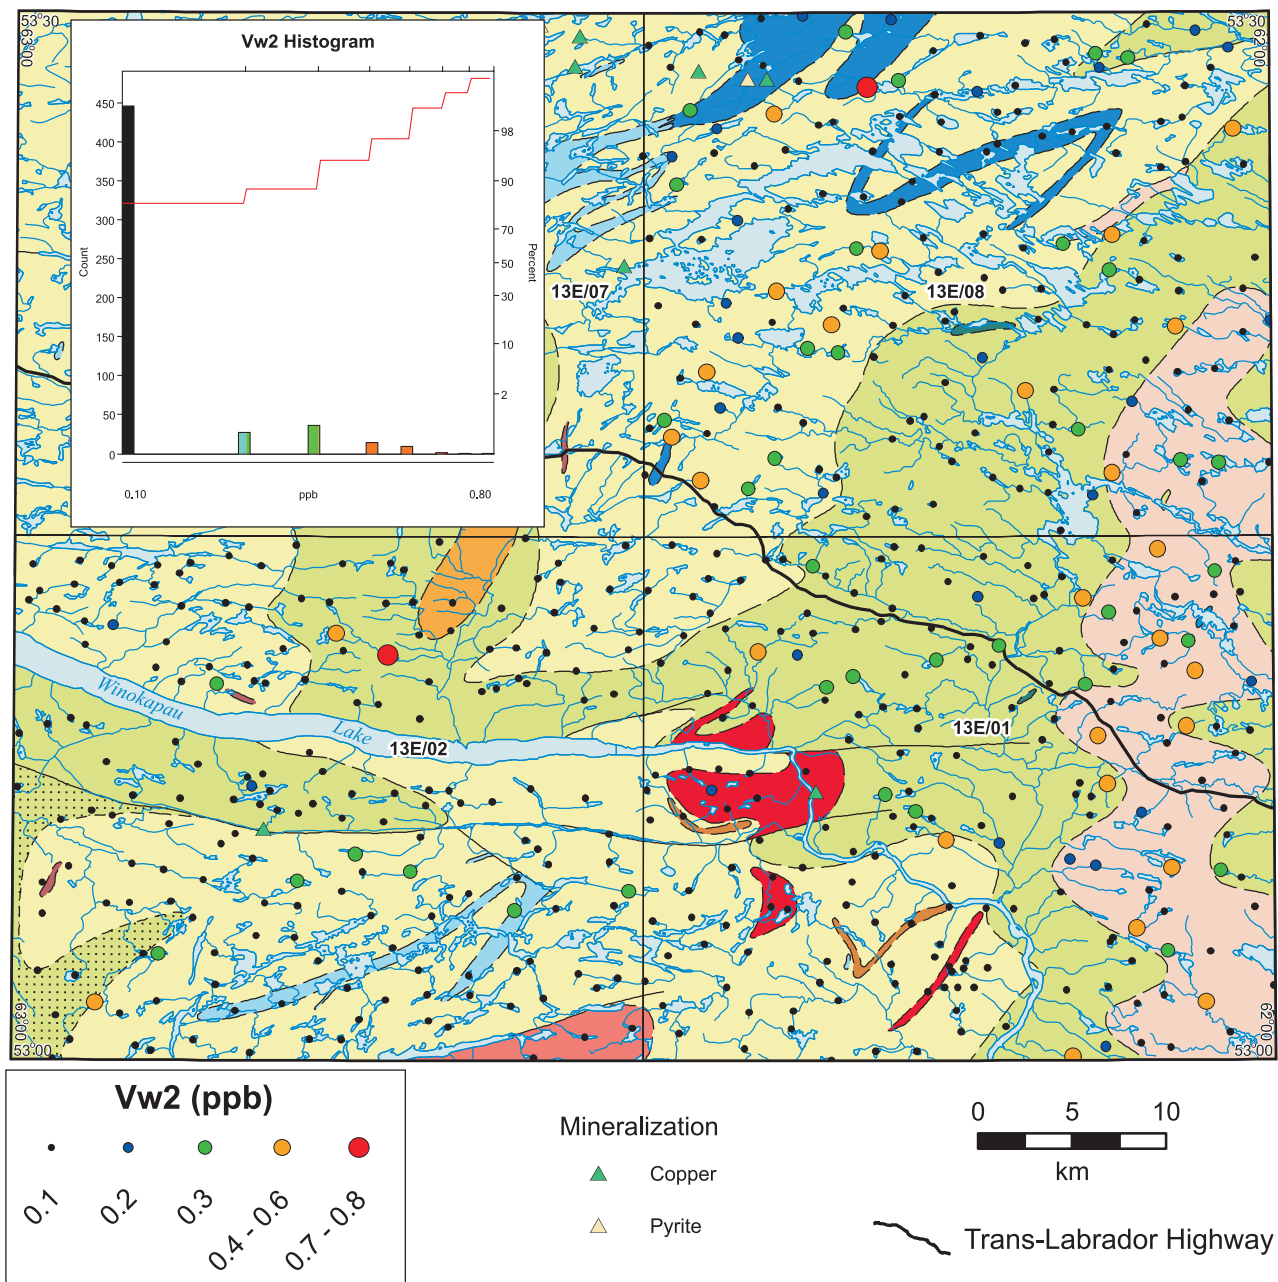 53°30
63°00
53°30
62°00
Vw2 Histogram
450
400
350
300
250
200
150
100
50
0
Count
98
90
70
50
30
10
2
Percent
0.10
ppb
0.80
13E/07
13E/08
Winokapau
Lake
13E/02
13E/01
63°00
53°00
62°00
53°00
Vw2 (ppb)
0.1
0.2
0.3
0.4 - 0.6
0.7 - 0.8
Mineralization
Copper
Pyrite
0 5 10
km
Trans-Labrador Highway